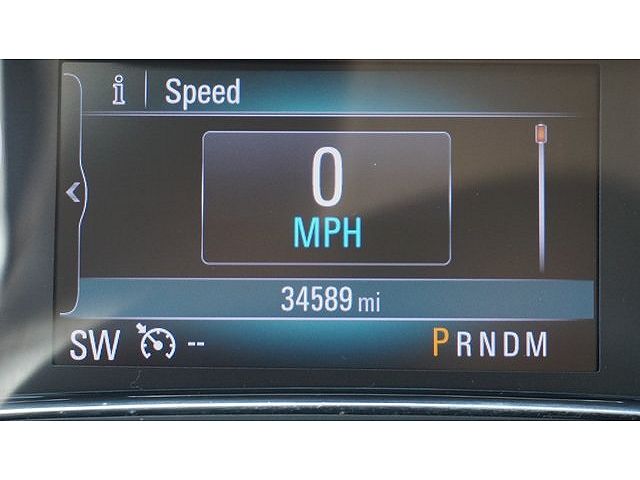 i Speed
0
MPH
34589 mi
SW -- PRNDM